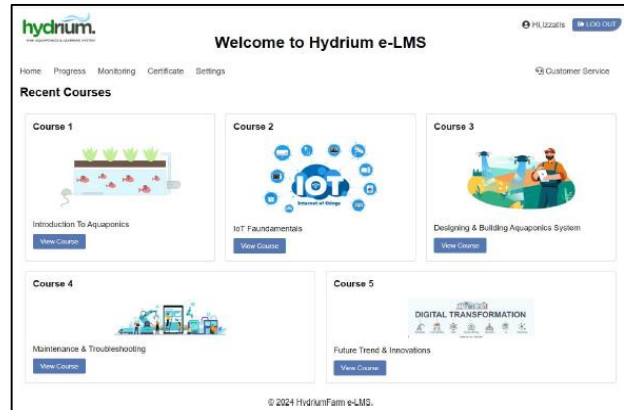 hydrium.
Hi,Izzatis
LOG OUT
Welcome to Hydrium e-LMS
Home Progress Monitoring Certificate Settings
Customer Service
Recent Courses
Course 1
Introduction To Aquaponics
View Course
Course 2
IOT
Internet of things
IoT Faundamentals
View Course
Course 3
Designing & Building Aquaponics System
View Course
Course 4
Maintenance & Troubleshooting
View Course
Course 5
DIGITAL TRANSFORMATION
Future Trend & Innovations
View Course
© 2024 HydriumFarm e-LMS.